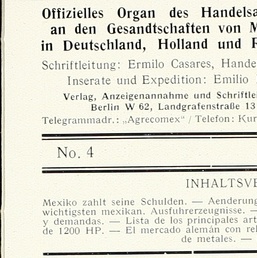 Offizielles Organ des Handelsa
an den Gesandtschaften von M
in Deutschland, Holland und R
Schriftleitung: Ermilo Casares, Hande
Inserate und Expedition: Emilio
Verlag, Anzeigenannahme und Schriftle
Berlin W 62, Landgrafenstraße 13
Telegrammadr.: „Agrecomex" / Telefon: Kur
No. 4
INHALTSVE
Mexiko zahlt seine Schulden. — Aenderung
wichtigsten mexikan. Ausfuhrerzeugnisse. —
y demandas. — Lista de los principales art
de 1200 HP. — El mercado alemán con rel
de metales. —